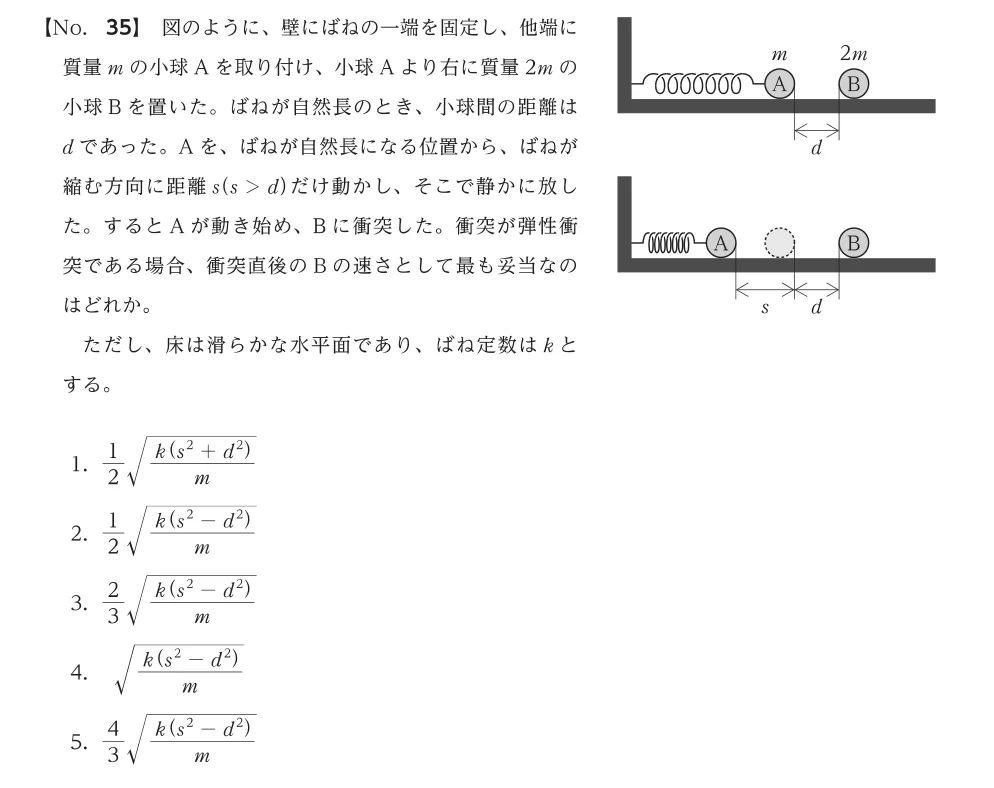 【No. 35】 図のように、壁にばねの一端を固定し、他端に
質量 m の小球 A を取り付け、小球 A より右に質量 2m の
小球 B を置いた。ばねが自然長のとき、小球間の距離は
d であった。A を、ばねが自然長になる位置から、ばねが
縮む方向に距離 s(s > d)だけ動かし、そこで静かに放し
た。すると A が動き始め、B に衝突した。衝突が弾性衝
突である場合、衝突直後の B の速さとして最も妥当なの
はどれか。
ただし、床は滑らかな水平面であり、ばね定数は k と
する。
m 2m
A B
d
A B
s d
1. 1/2 √(k(s² + d²)/m)
2. 1/2 √(k(s² − d²)/m)
3. 2/3 √(k(s² − d²)/m)
4. √(k(s² − d²)/m)
5. 4/3 √(k(s² − d²)/m)